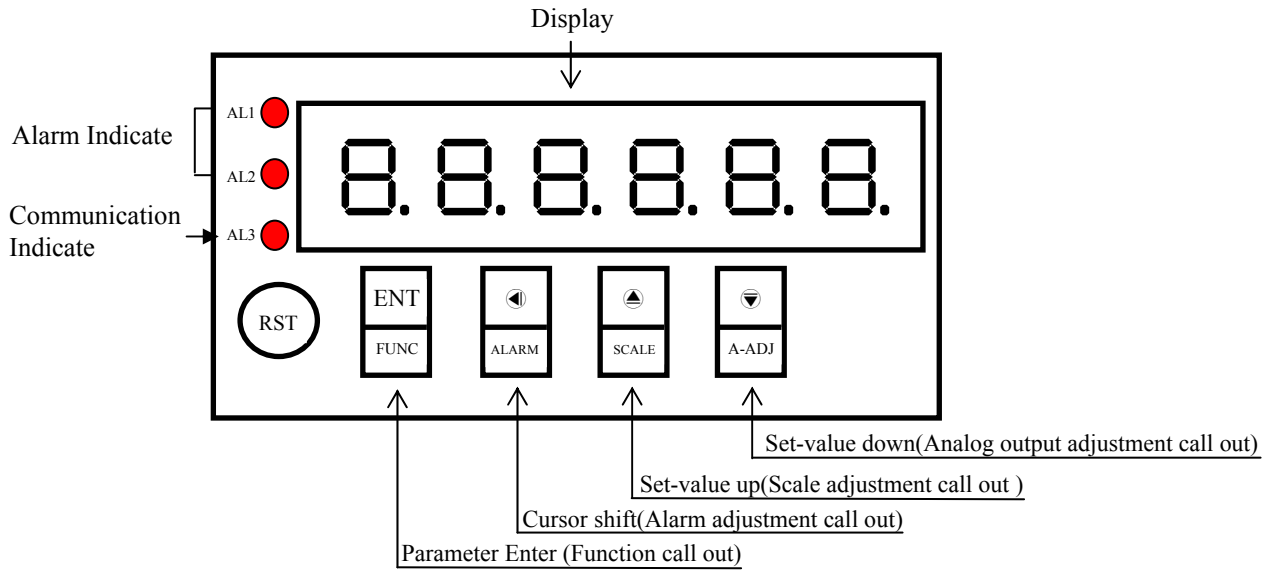 Display
AL1
Alarm Indicate
AL2
Communication
Indicate
AL3
8.8.8.8.8.8.
RST
ENT
FUNC
ALARM
SCALE
A-ADJ
Set-value down(Analog output adjustment call out)
Set-value up(Scale adjustment call out )
Cursor shift(Alarm adjustment call out)
Parameter Enter (Function call out)